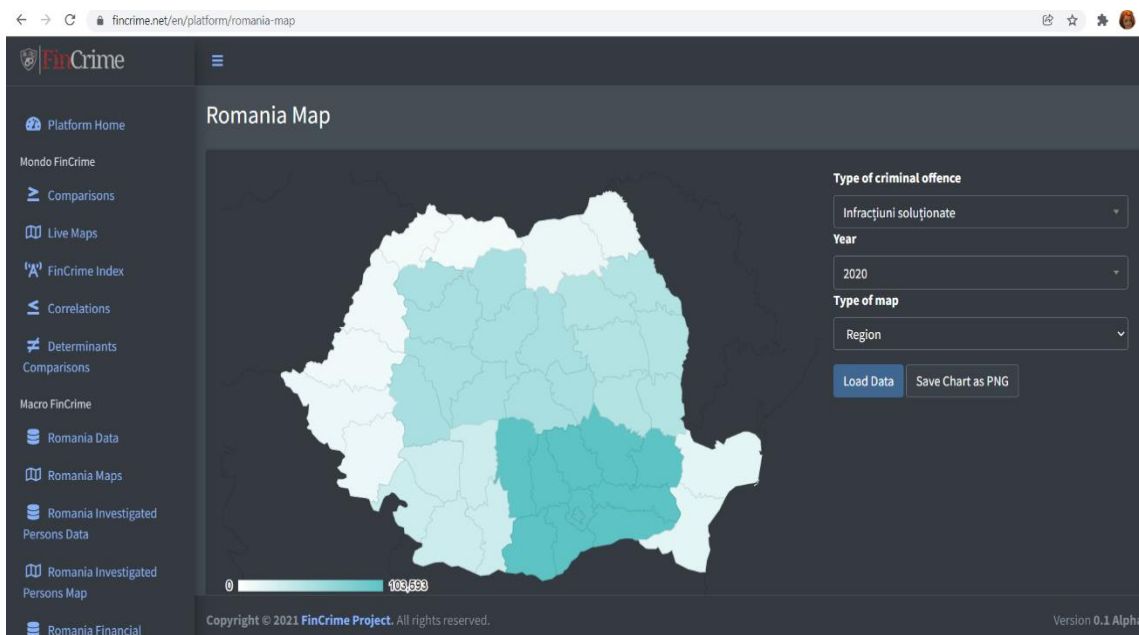 fincrime.net/en/platform/romania-map
FinCrime
Platform Home
Mondo FinCrime
Comparisons
Live Maps
FinCrime Index
Correlations
Determinants
Comparisons
Macro FinCrime
Romania Data
Romania Maps
Romania Investigated
Persons Data
Romania Investigated
Persons Map
Romania Financial
Romania Map
Type of criminal offence
Infracțiuni soluționate
Year
2020
Type of map
Region
Load Data Save Chart as PNG
0 103,593
Copyright © 2021 FinCrime Project. All rights reserved.
Version 0.1 Alpha